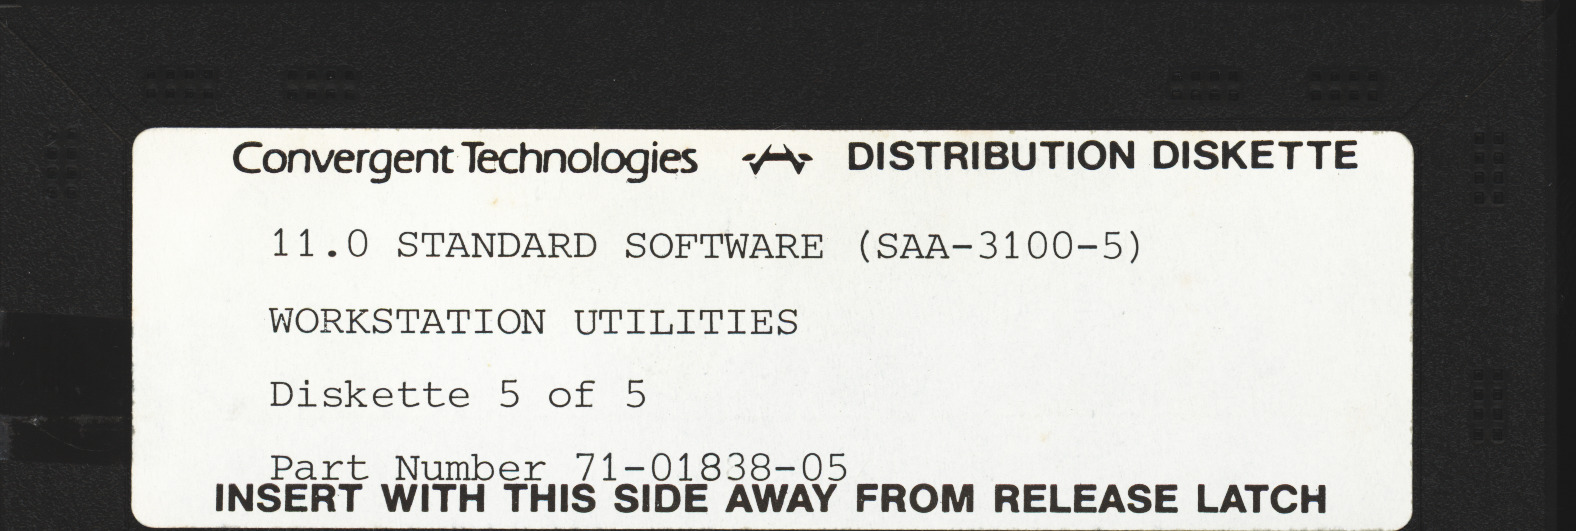 Convergent Technologies DISTRIBUTION DISKETTE
11.0 STANDARD SOFTWARE (SAA-3100-5)
WORKSTATION UTILITIES
Diskette 5 of 5
Part Number 71-01838-05
INSERT WITH THIS SIDE AWAY FROM RELEASE LATCH